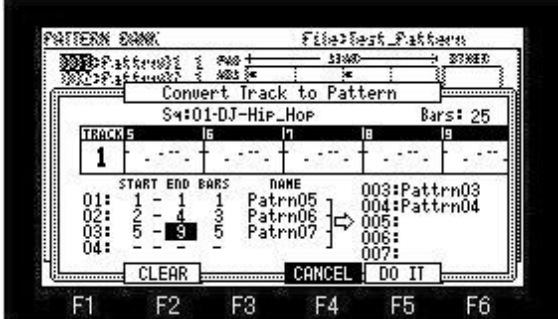 PATTERN BANK File>Test_Pattern
Convert Track to Pattern
Sq:01-DJ-Hip_Hop Bars: 25
TRACK 5 6 7 8 9
1
START END BARS NAME
01: 1 - 1 1 Patrn05
02: 2 - 4 3 Patrn06
03: 5 - 9 5 Patrn07
04: - -- --
003:Pattrn03
004:Pattrn04
005:
006:
007:
CLEAR CANCEL DO IT
F1 F2 F3 F4 F5 F6